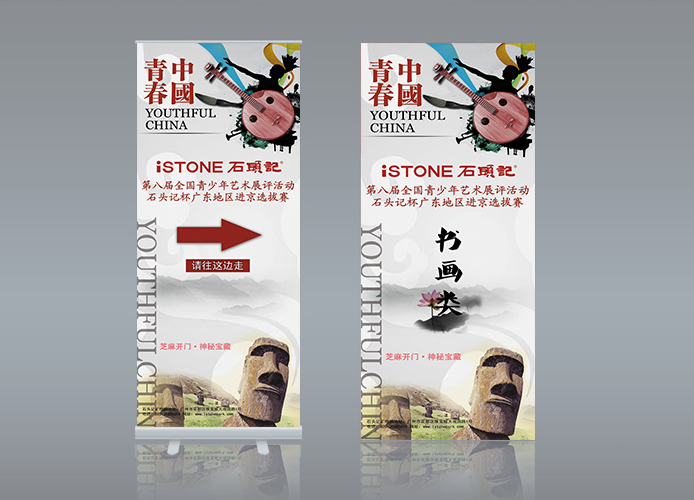 青中
春國
YOUTHFUL
CHINA
iSTONE 石頭記®
第八届全国青少年艺术展评活动
石头记杯广东地区进京选拔赛
请往这边走
YOUTHFULCHIN
芝麻开门·神秘宝藏
青中
春國
YOUTHFUL
CHINA
iSTONE 石頭記®
第八届全国青少年艺术展评活动
石头记杯广东地区进京选拔赛
书画类
YOUTHFULCHIN
芝麻开门·神秘宝藏